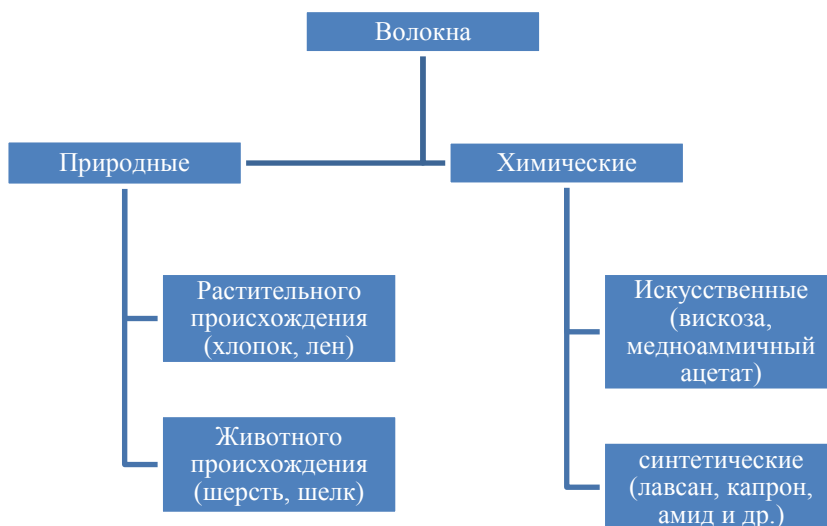 Волокна
Природные
Химические
Растительного
происхождения
(хлопок, лен)
Животного
происхождения
(шерсть, шелк)
Искусственные
(вискоза,
медноаммичный
ацетат)
синтетические
(лавсан, капрон,
амид и др.)